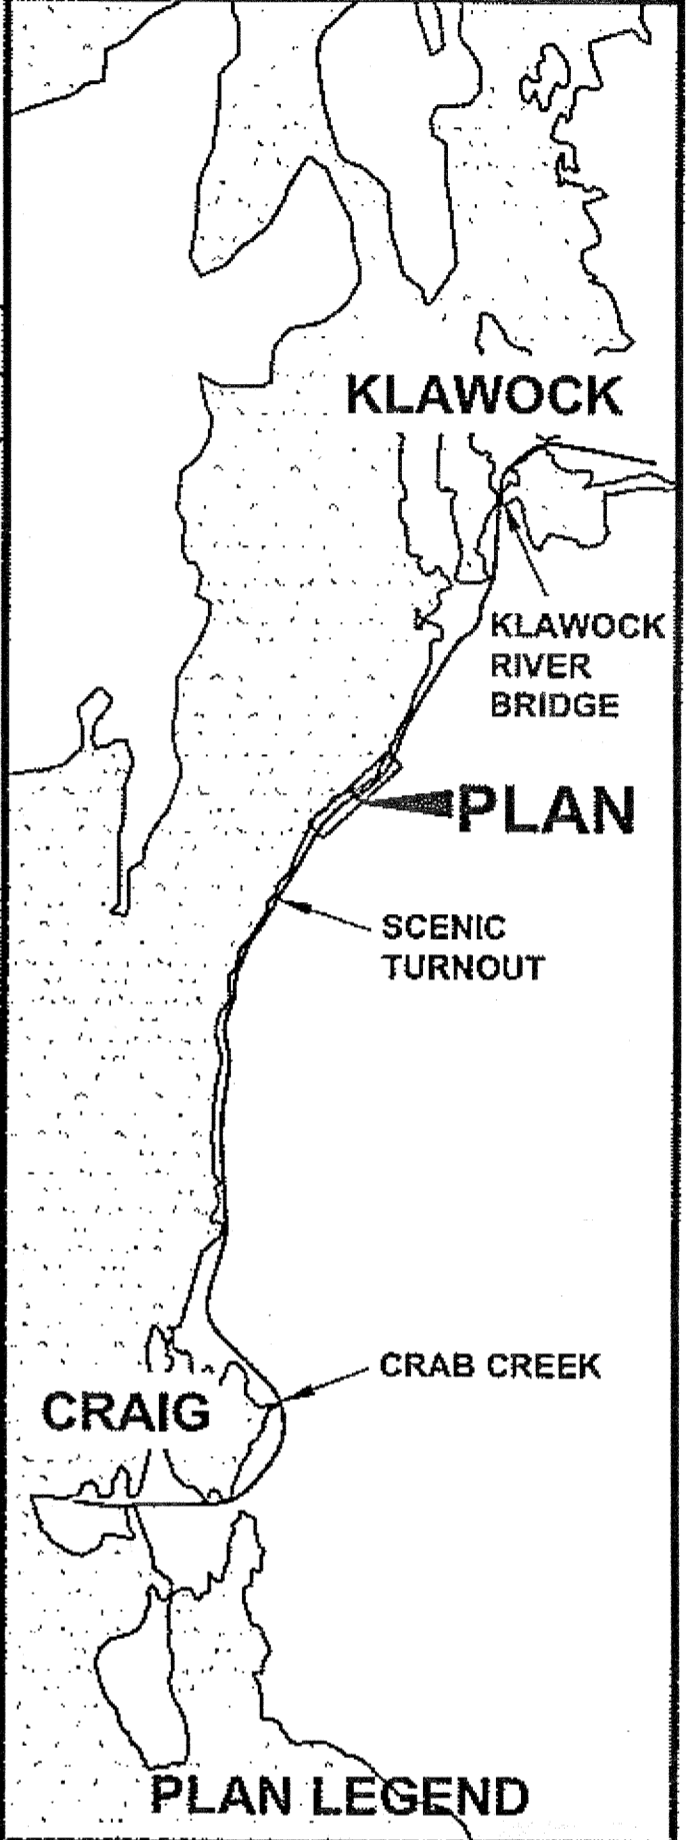 KLAWOCK
KLAWOCK
RIVER
BRIDGE
PLAN
SCENIC
TURNOUT
CRAB CREEK
CRAIG
PLAN LEGEND